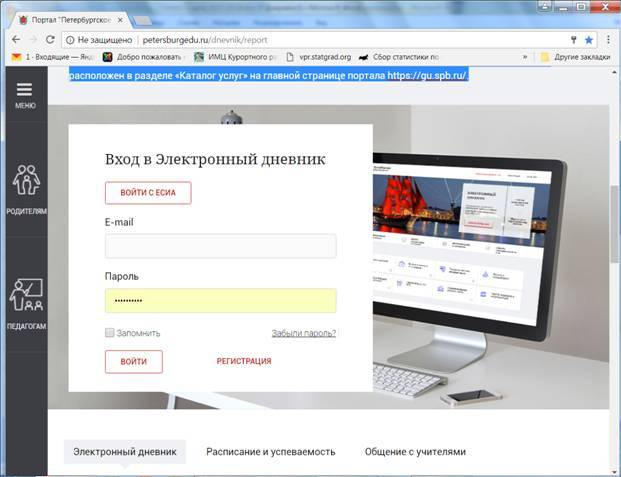 Портал "Петербургское
Не защищено | petersburgedu.ru/dnevnik/report
1 - Входящие — Янд
Добро пожаловать
ИМЦ Курортного р
vpr.statgrad.org
Сбор статистики по
»
Другие закладки
расположен в разделе «Каталог услуг» на главной странице портала https://gu.spb.ru/.
МЕНЮ
РОДИТЕЛЯМ
ПЕДАГОГАМ
Вход в Электронный дневник
ВОЙТИ С ЕСИА
E-mail
Пароль
••••••••••
Запомнить
Забыли пароль?
ВОЙТИ
РЕГИСТРАЦИЯ
Электронный дневник
Расписание и успеваемость
Общение с учителями